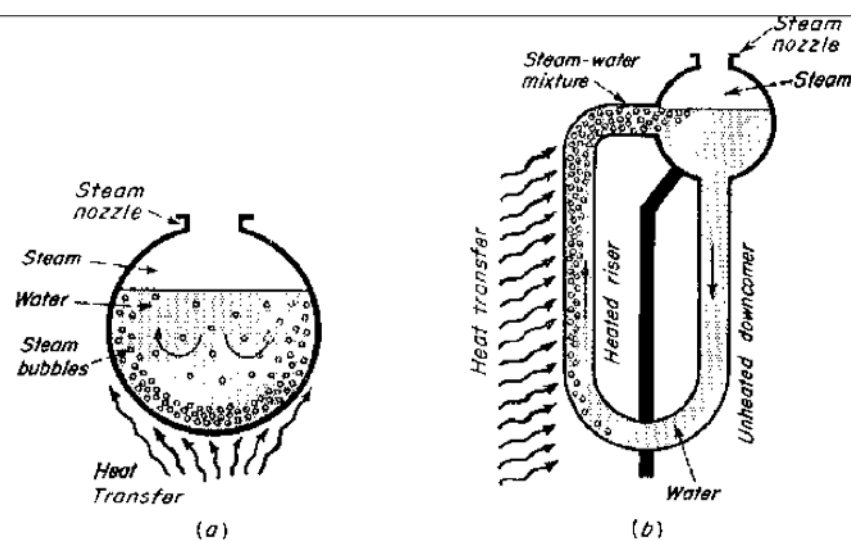 Steam
nozzle
Steam
Water
Steam
bubbles
Heat
Transfer
(a)
Steam
nozzle
Steam-water
mixture
Steam
Heat transfer
Heated riser
Unheated downcomer
Water
(b)